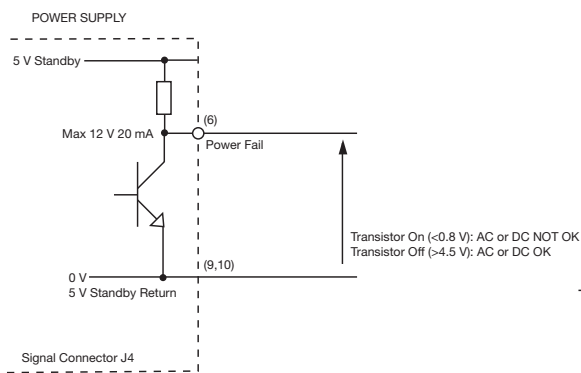 POWER SUPPLY
5 V Standby
(6)
Max 12 V 20 mA
Power Fail
Transistor On (<0.8 V): AC or DC NOT OK
Transistor Off (>4.5 V): AC or DC OK
(9,10)
0 V
5 V Standby Return
Signal Connector J4